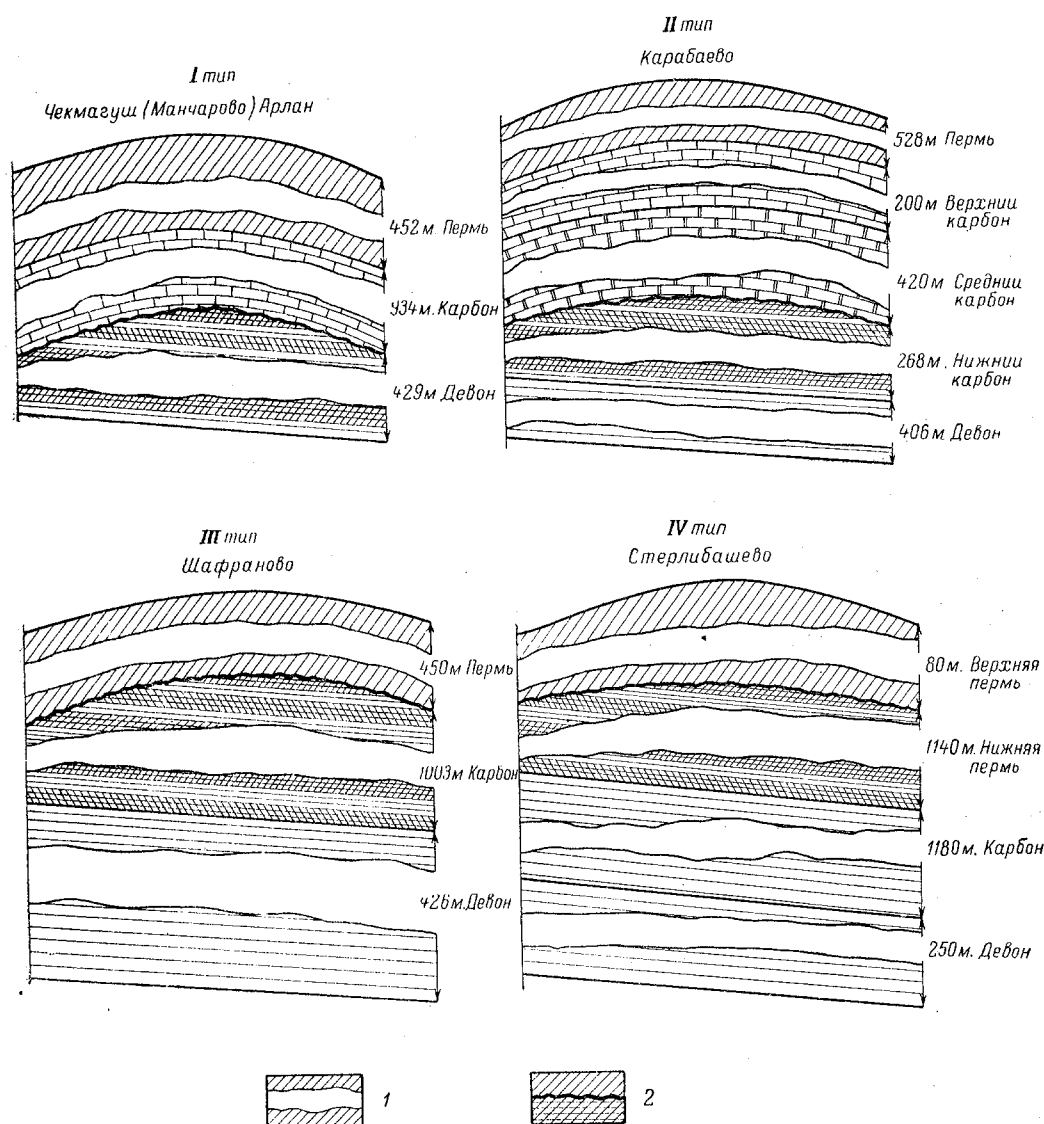 I тип
Чекмагуш (Манчарово) Арлан
452 м. Пермь
934 м. Карбон
429 м Девон
II тип
Карабаево
528 м Пермь
200 м Верхнии
карбон
420 м Среднии
карбон
268 м. Нижнии
карбон
406 м. Девон
III тип
Шафраново
450 м Пермь
1003 м Карбон
426 м. Девон
IV тип
Стерлибашево
80 м. Верхняя
пермь
1140 м. Нижняя
пермь
1180 м. Карбон
250 м. Девон
1
2